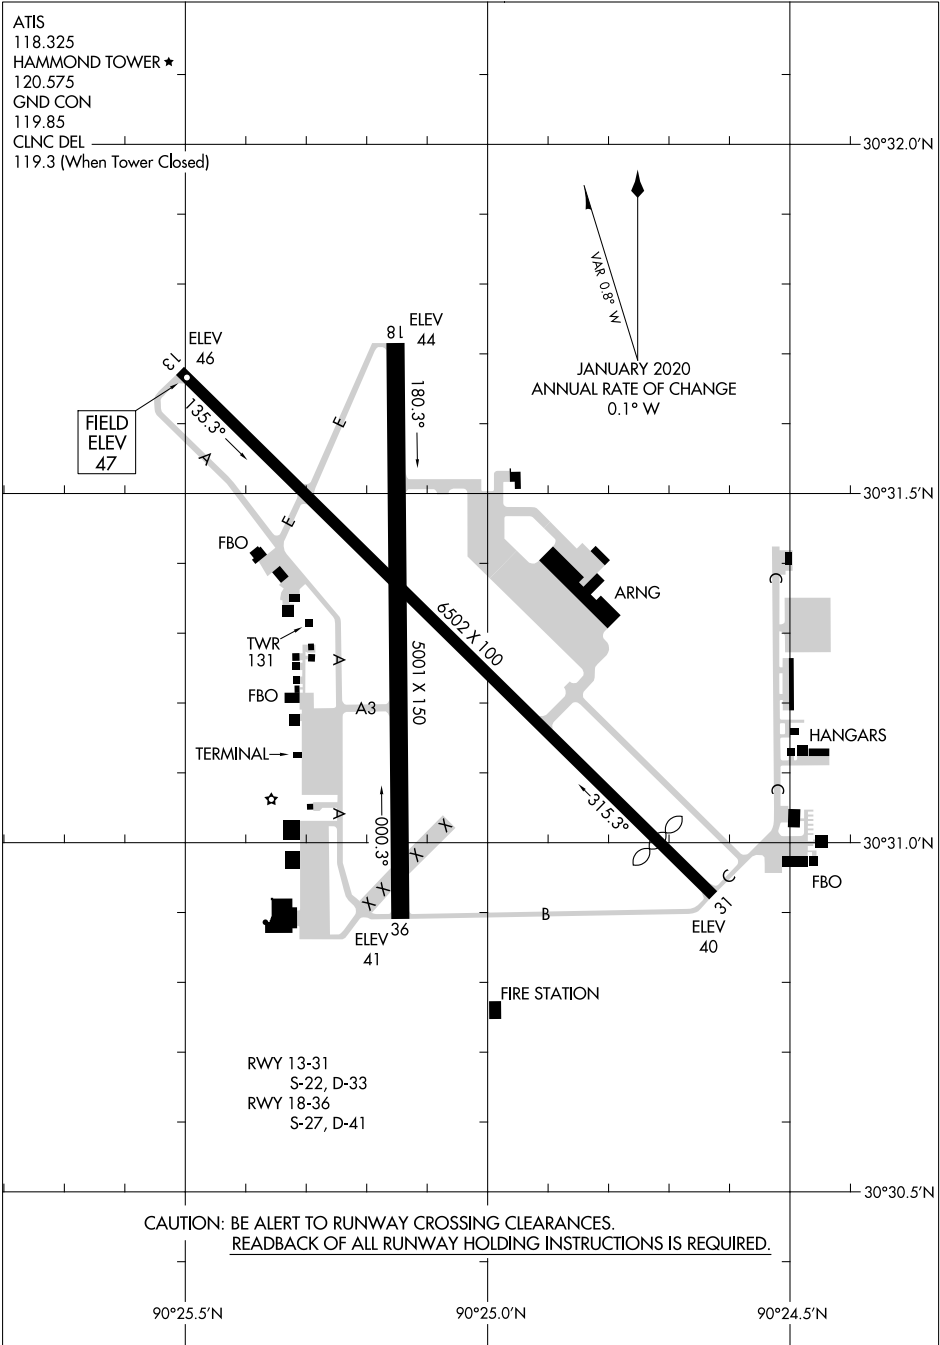 ATIS
118.325
HAMMOND TOWER ★
120.575
GND CON
119.85
CLNC DEL
119.3 (When Tower Closed)
30°32.0'N
VAR 0.8° W
JANUARY 2020
ANNUAL RATE OF CHANGE
0.1° W
ELEV
46
13
18
ELEV
44
FIELD
ELEV
47
135.3°
180.3°
E
A
30°31.5'N
E
FBO
ARNG
C
TWR
131
A
6502 X 100
5001 X 150
FBO
A3
TERMINAL
HANGARS
C
A
000.3°
315.3°
X
X
X
X
30°31.0'N
C
FBO
31
B
36
ELEV
41
ELEV
40
FIRE STATION
RWY 13-31
S-22, D-33
RWY 18-36
S-27, D-41
30°30.5'N
CAUTION: BE ALERT TO RUNWAY CROSSING CLEARANCES.
READBACK OF ALL RUNWAY HOLDING INSTRUCTIONS IS REQUIRED.
90°25.5'N
90°25.0'N
90°24.5'N